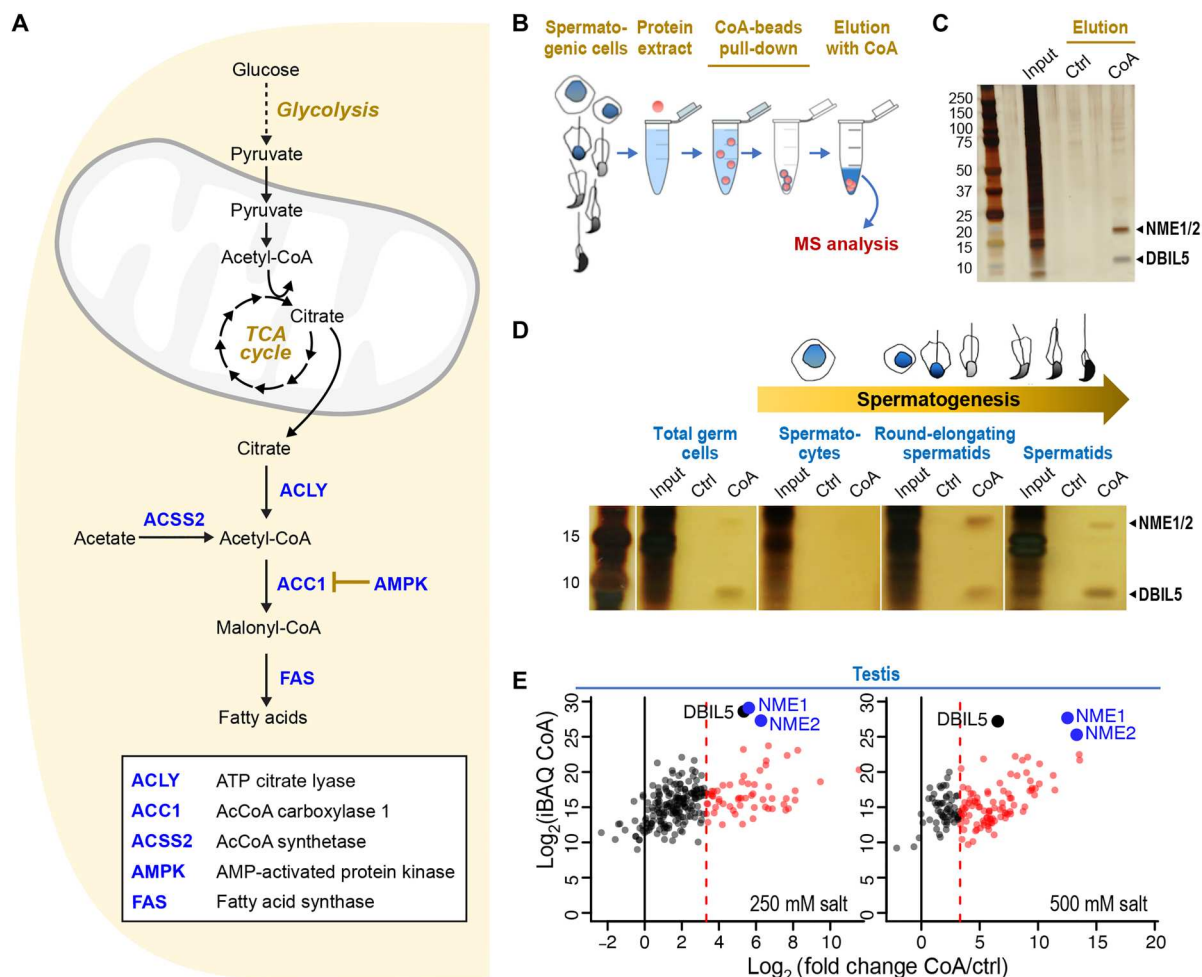 A
Glucose
Glycolysis
Pyruvate
Pyruvate
Acetyl-CoA
Citrate
TCA
cycle
Citrate
ACLY
ACSS2
Acetate
Acetyl-CoA
ACC1
AMPK
Malonyl-CoA
FAS
Fatty acids
ACLY ATP citrate lyase
ACC1 AcCoA carboxylase 1
ACSS2 AcCoA synthetase
AMPK AMP-activated protein kinase
FAS Fatty acid synthase
B
Spermato-
genic cells
Protein
extract
CoA-beads
pull-down
Elution
with CoA
MS analysis
C
Elution
Input
Ctrl
CoA
250
150
100
75
50
37
25
20
15
10
NME1/2
DBIL5
D
Spermatogenesis
Total germ
cells
Spermato-
cytes
Round-elongating
spermatids
Spermatids
Input
Ctrl
CoA
Input
Ctrl
CoA
Input
Ctrl
CoA
Input
Ctrl
CoA
15
10
NME1/2
DBIL5
E
Testis
Log2(iBAQ CoA)
30
25
20
15
10
5
0
DBIL5
NME1
NME2
250 mM salt
−2 0 2 4 6 8 10
30
25
20
15
10
5
0
DBIL5
NME1
NME2
500 mM salt
0 5 10 15 20
Log2 (fold change CoA/ctrl)